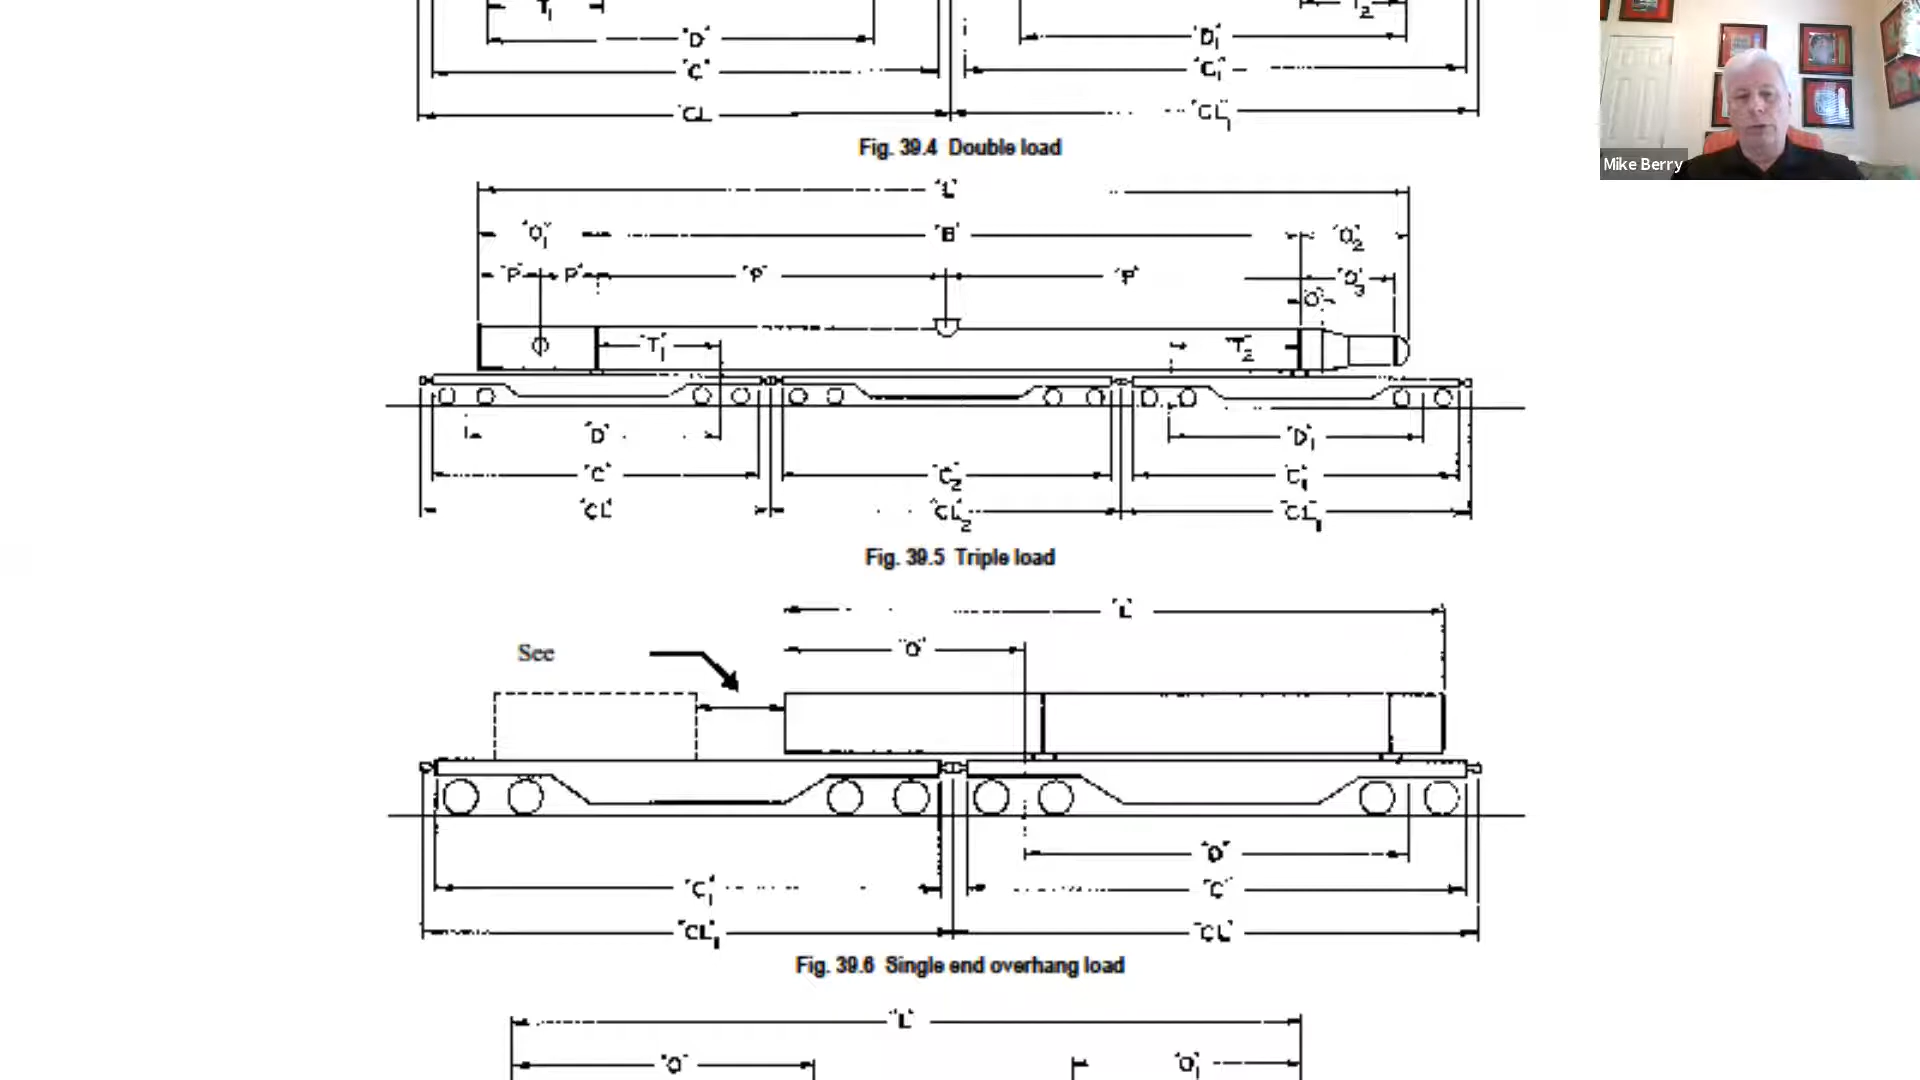 T1
T2
"D"
"D1"
"C"
"C1"
"CL
"CL1"
Fig. 39.4 Double load
Mike Berry
"L"
"O1"
"B"
"O2"
"P"
"P"
"P"
"P"
"O3"
"O"
"T1"
"T2
"D"
"D1"
"C"
"C2"
"C1"
"CL"
"CL2"
"CL1"
Fig. 39.5 Triple load
"L"
"O"
See
"D"
"C1"
"C"
"CL1"
"CL"
Fig. 39.6 Single end overhang load
"L"
"O"
"O1